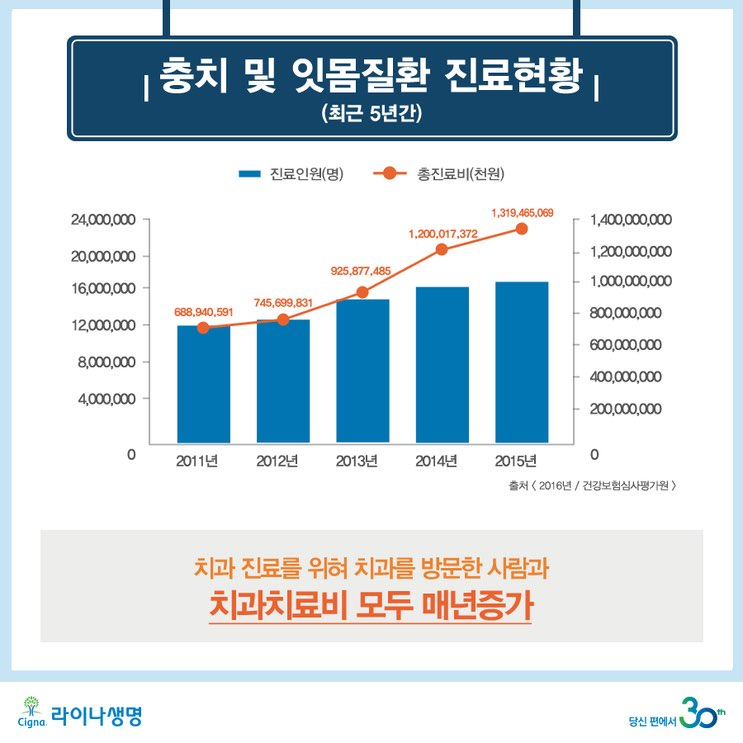 충치 및 잇몸질환 진료현황
(최근 5년간)
진료인원(명) 총진료비(천원)
24,000,000
20,000,000
16,000,000
12,000,000
8,000,000
4,000,000
0
688,940,591
745,699,831
925,877,485
1,200,017,372
1,319,465,069
1,400,000,000
1,200,000,000
1,000,000,000
800,000,000
600,000,000
400,000,000
200,000,000
0
2011년 2012년 2013년 2014년 2015년
출처 < 2016년 / 건강보험심사평가원 >
치과 진료를 위혀 치과를 방문한 사람과
치과치료비 모두 매년증가
Cigna. 라이나생명
당신 편에서 30th